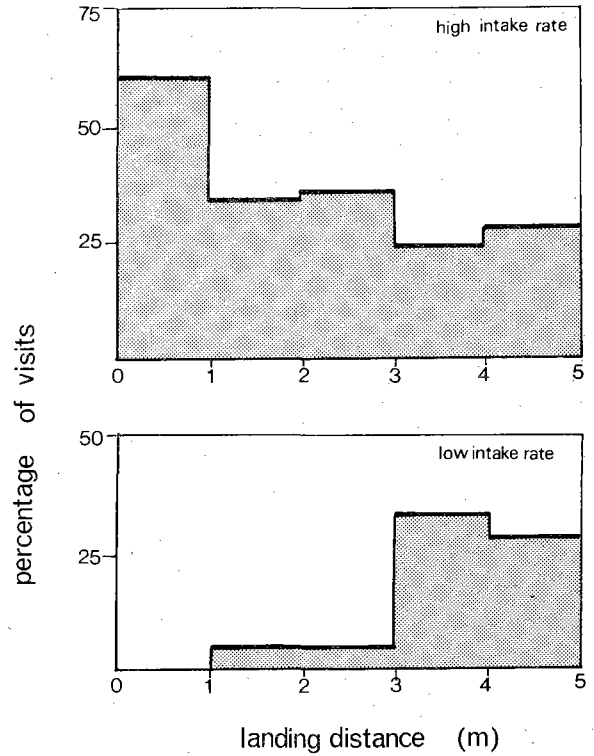 75
high intake rate
50
25
0 1 2 3 4 5
50
low intake rate
25
0 1 2 3 4 5
percentage of visits
landing distance (m)